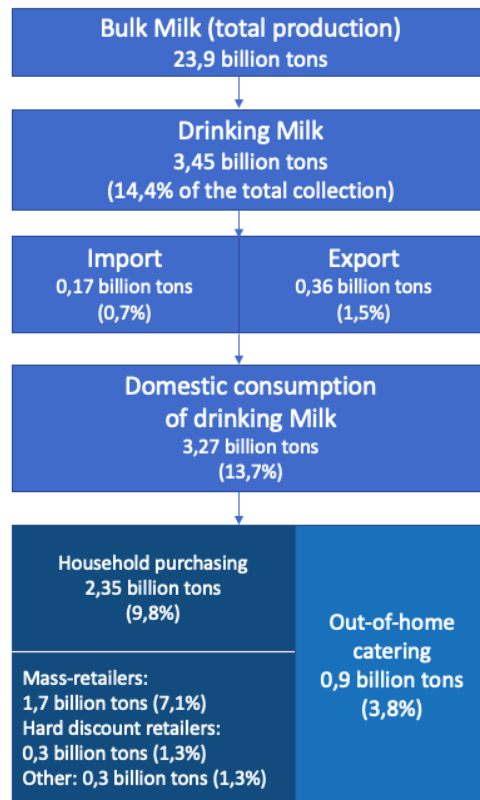 Bulk Milk (total production)
23,9 billion tons
Drinking Milk
3,45 billion tons
(14,4% of the total collection)
Import
0,17 billion tons
(0,7%)
Export
0,36 billion tons
(1,5%)
Domestic consumption
of drinking Milk
3,27 billion tons
(13,7%)
Household purchasing
2,35 billion tons
(9,8%)
Mass-retailers:
1,7 billion tons (7,1%)
Hard discount retailers:
0,3 billion tons (1,3%)
Other: 0,3 billion tons (1,3%)
Out-of-home
catering
0,9 billion tons
(3,8%)